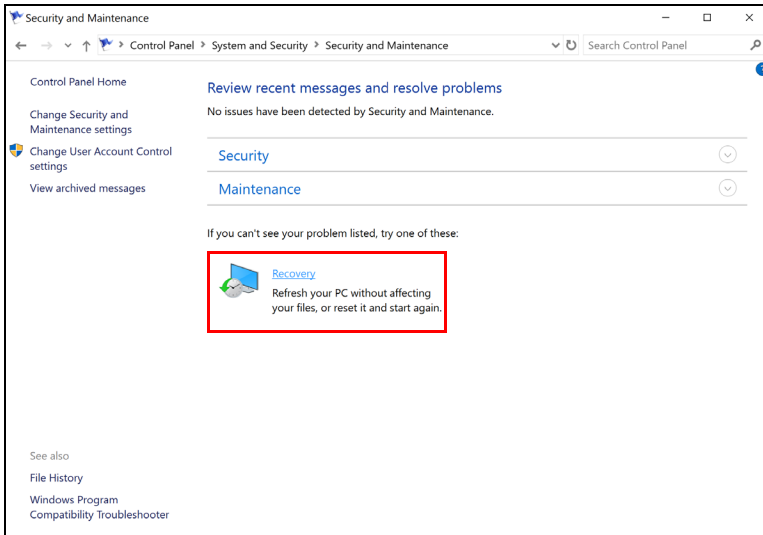 Security and Maintenance
Control Panel > System and Security > Security and Maintenance
Search Control Panel
?
Control Panel Home
Change Security and
Maintenance settings
Change User Account Control
settings
View archived messages
Review recent messages and resolve problems
No issues have been detected by Security and Maintenance.
Security
Maintenance
If you can't see your problem listed, try one of these:
Recovery
Refresh your PC without affecting
your files, or reset it and start again.
See also
File History
Windows Program
Compatibility Troubleshooter